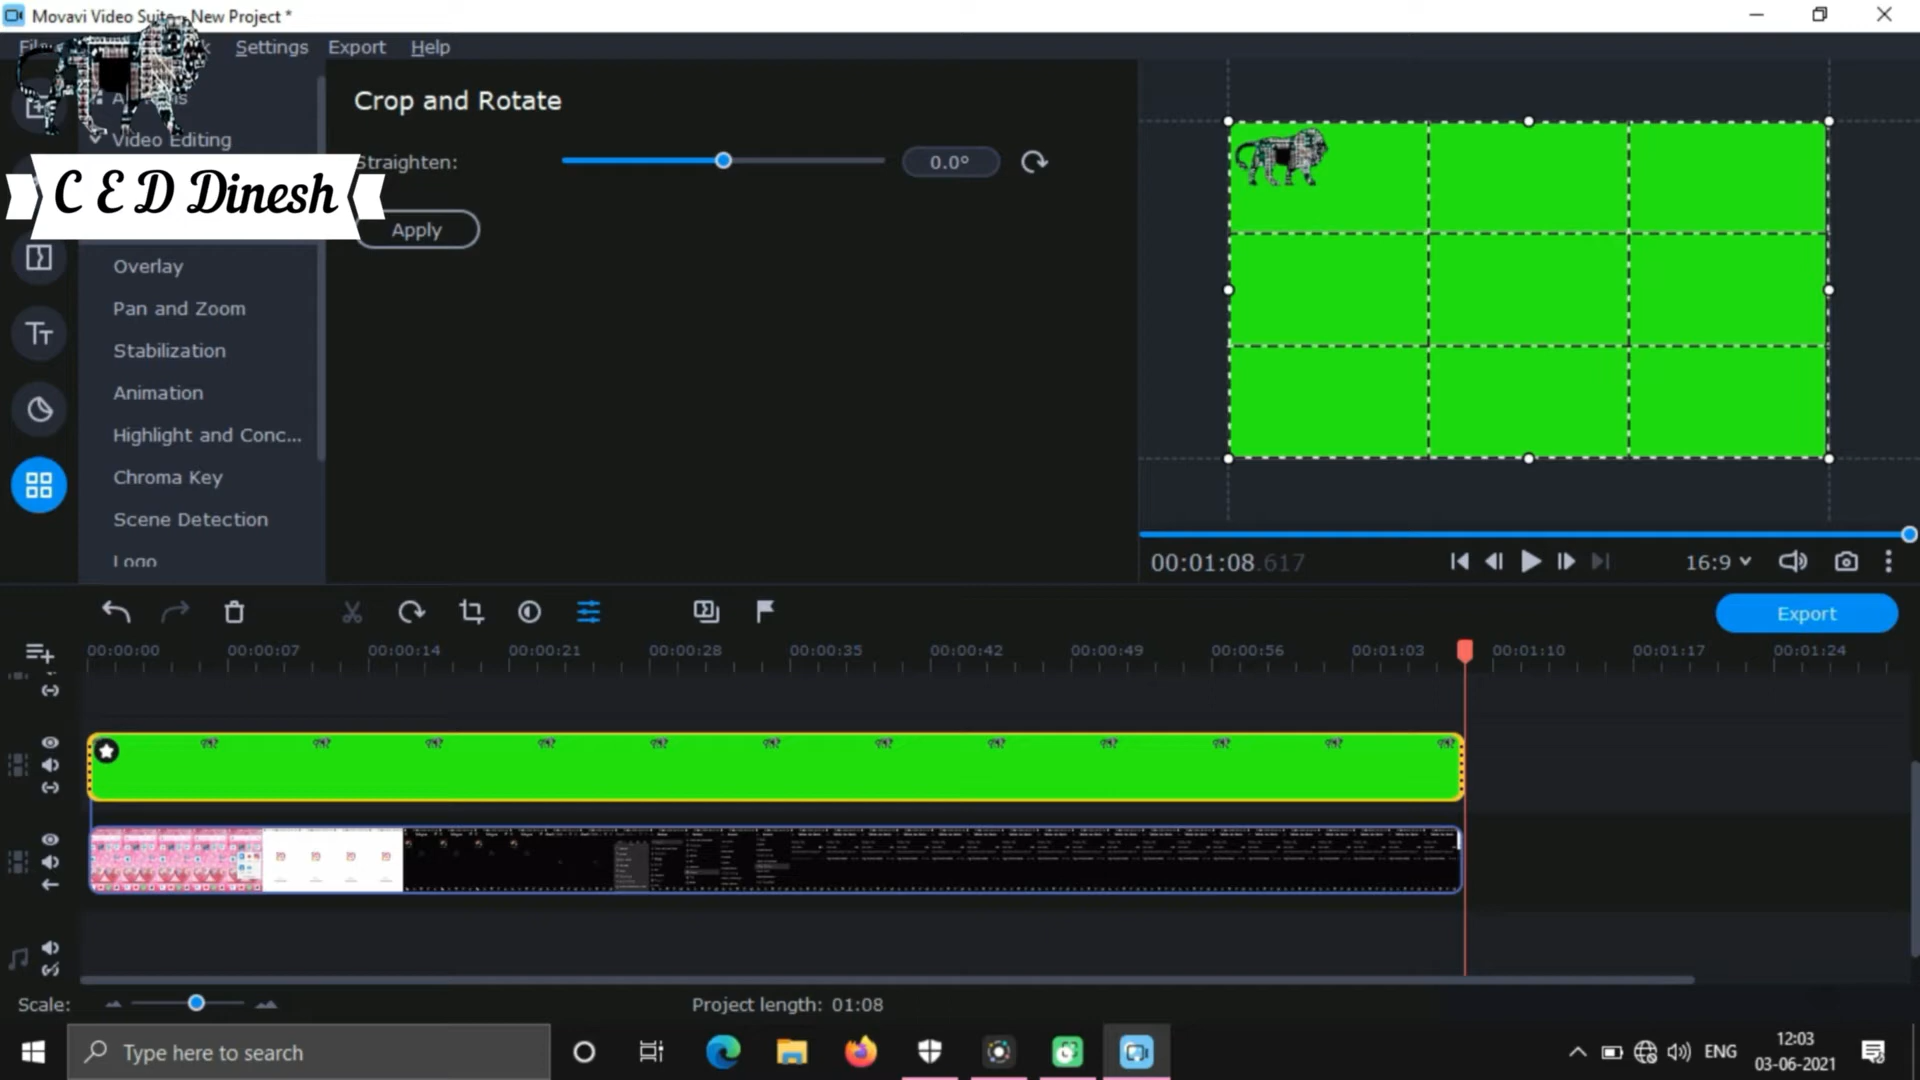 Movavi Video Suite - New Project *
Settings Export Help
Video Editing
C E D Dinesh
Overlay
Pan and Zoom
Stabilization
Animation
Highlight and Conc...
Chroma Key
Scene Detection
Logo
Crop and Rotate
Straighten:
0.0°
Apply
00:01:08.617
16:9
Export
00:00:00 00:00:07 00:00:14 00:00:21 00:00:28 00:00:35 00:00:42 00:00:49 00:00:56 00:01:03 00:01:10 00:01:17 00:01:24
Scale:
Project length: 01:08
Type here to search
ENG
12:03
03-06-2021